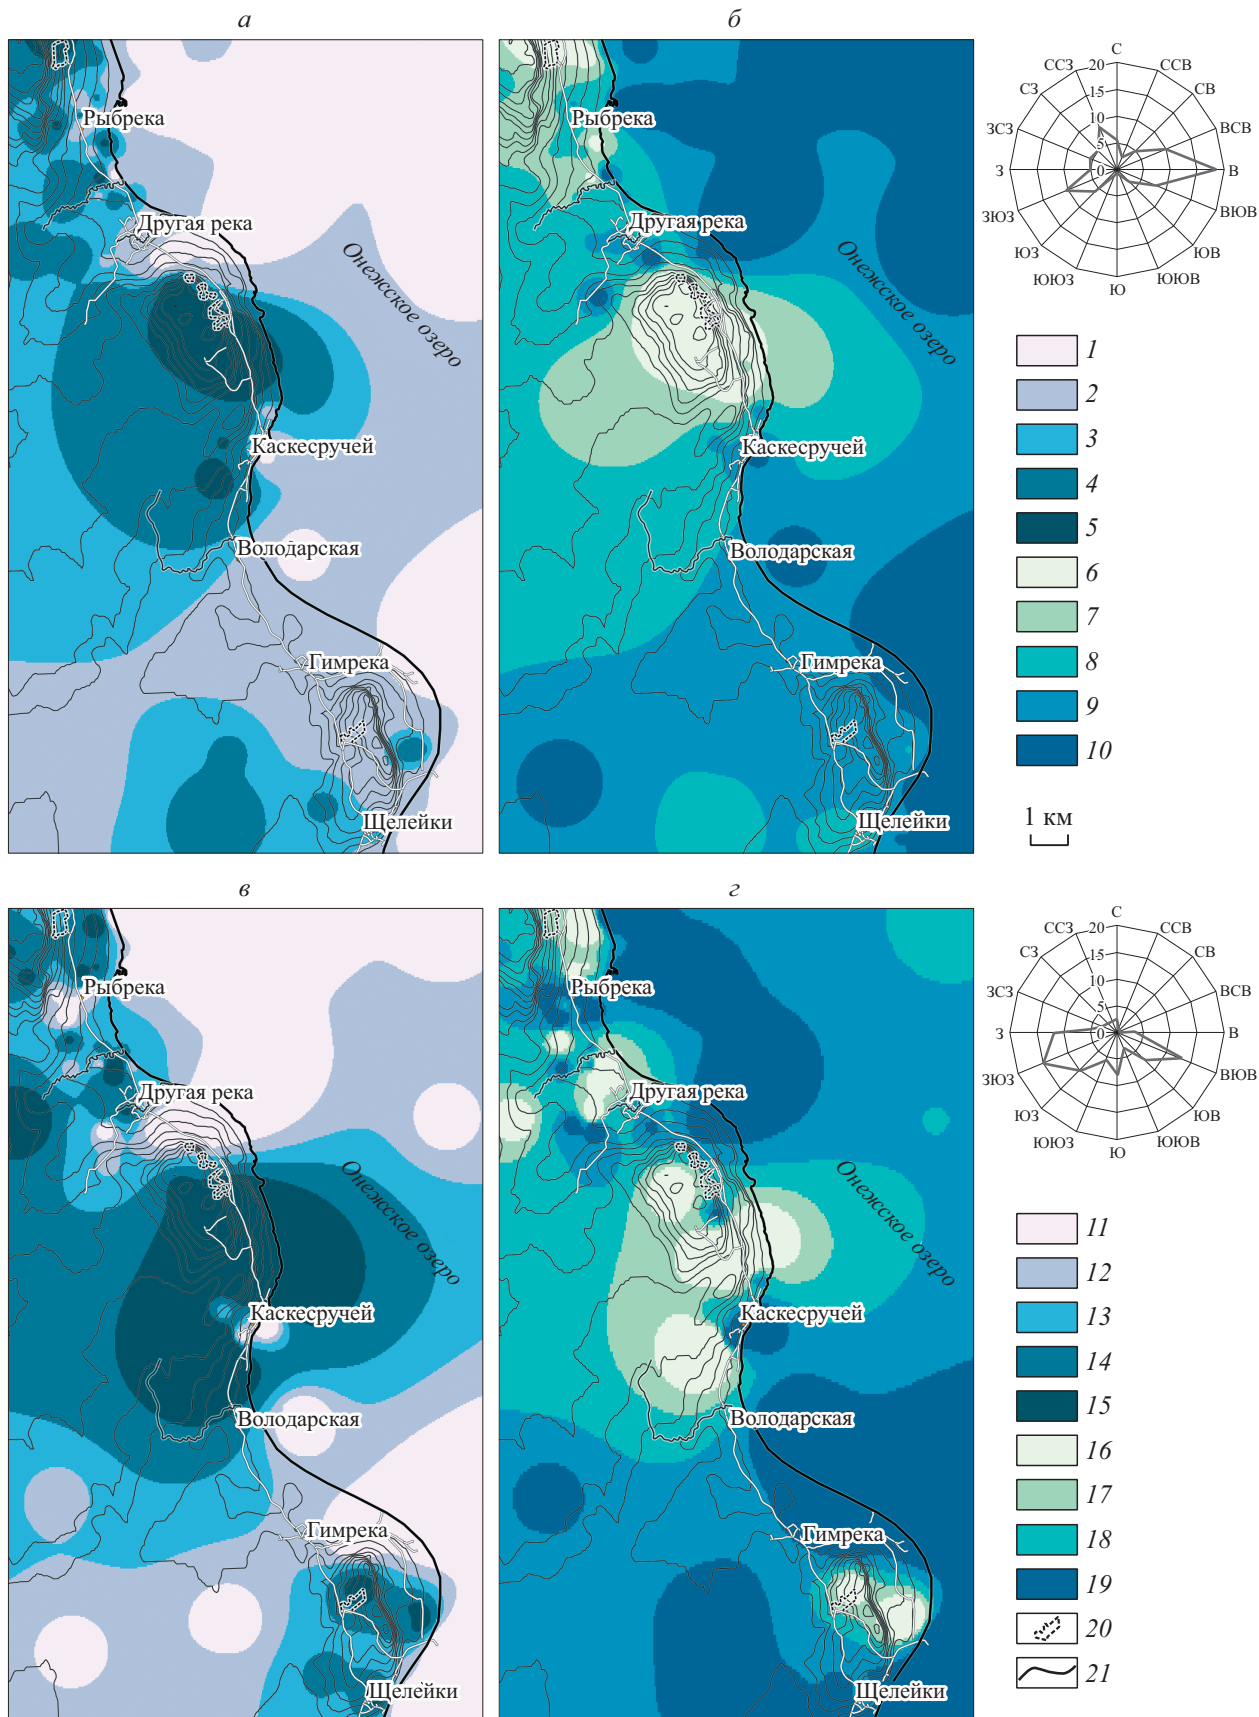 а
б
Рыбрека
Другая река
Онежское озеро
Каскесручей
Володарская
Гимрека
Щелейки
Рыбрека
Другая река
Онежское озеро
Каскесручей
Володарская
Гимрека
Щелейки
С
ССВ
СВ
ВСВ
В
ВЮВ
ЮВ
ЮЮВ
Ю
ЮЮЗ
ЮЗ
ЗЮЗ
З
ЗСЗ
СЗ
ССЗ
20
15
10
5
0
1
2
3
4
5
6
7
8
9
10
1 км
в
г
Рыбрека
Другая река
Онежское озеро
Каскесручей
Володарская
Гимрека
Щелейки
Рыбрека
Другая река
Онежское озеро
Каскесручей
Володарская
Гимрека
Щелейки
С
ССВ
СВ
ВСВ
В
ВЮВ
ЮВ
ЮЮВ
Ю
ЮЮЗ
ЮЗ
ЗЮЗ
З
ЗСЗ
СЗ
ССЗ
20
15
10
5
0
11
12
13
14
15
16
17
18
19
20
21